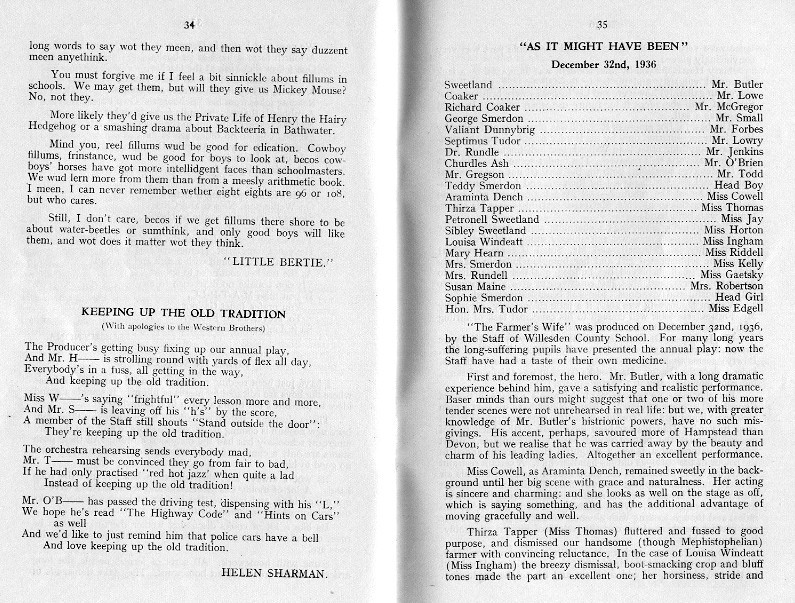 34
long words to say wot they meen, and then wot they say duzzent
meen anyethink.
You must forgive me if I feel a bit sinnickle about fillums in
schools. We may get them, but will they give us Mickey Mouse?
No, not they.
More likely they'd give us the Private Life of Henry the Hairy
Hedgehog or a smashing drama about Backteeria in Bathwater.
Mind you, reel fillums wud be good for edication. Cowboy
fillums, frinstance, wud be good for boys to look at, becos cow-
boys' horses have got more intellidgent faces than schoolmasters.
We wud lern more from them than from a meesly arithmetic book.
I meen, I can never remember wether eight eights are 96 or 108,
but who cares.
Still, I don't care, becos if we get fillums there shore to be
about water-beetles or sumthink, and only good boys will like
them, and wot does it matter wot they think.
"LITTLE BERTIE."
KEEPING UP THE OLD TRADITION
(With apologies to the Western Brothers)
The Producer's getting busy fixing up our annual play,
And Mr. H—— is strolling round with yards of flex all day,
Everybody's in a fuss, all getting in the way,
And keeping up the old tradition.
Miss W——'s saying "frightful" every lesson more and more,
And Mr. S—— is leaving off his "h's" by the score,
A member of the Staff still shouts "Stand outside the door":
They're keeping up the old tradition.
The orchestra rehearsing sends everybody mad,
Mr. T—— must be convinced they go from fair to bad,
If he had only practised "red hot jazz' when quite a lad
Instead of keeping up the old tradition!
Mr. O'B—— has passed the driving test, dispensing with his "L,"
We hope he's read "The Highway Code" and "Hints on Cars"
as well
And we'd like to just remind him that police cars have a bell
And love keeping up the old tradition.
HELEN SHARMAN.
35
"AS IT MIGHT HAVE BEEN"
December 32nd, 1936
Sweetland ........ Mr. Butler
Coaker ........ Mr. Lowe
Richard Coaker ........ Mr. McGregor
George Smerdon ........ Mr. Small
Valiant Dunnybrig ........ Mr. Forbes
Septimus Tudor ........ Mr. Lowry
Dr. Rundle ........ Mr. Jenkins
Churdles Ash ........ Mr. O'Brien
Mr. Gregson ........ Mr. Todd
Teddy Smerdon ........ Head Boy
Araminta Dench ........ Miss Cowell
Thirza Tapper ........ Miss Thomas
Petronell Sweetland ........ Miss Jay
Sibley Sweetland ........ Miss Horton
Louisa Windeatt ........ Miss Ingham
Mary Hearn ........ Miss Riddell
Mrs. Smerdon ........ Miss Kelly
Mrs. Rundell ........ Miss Gaetsky
Susan Maine ........ Mrs. Robertson
Sophie Smerdon ........ Head Girl
Hon. Mrs. Tudor ........ Miss Edgell
"The Farmer's Wife" was produced on December 32nd, 1936,
by the Staff of Willesden County School. For many long years
the long-suffering pupils have presented the annual play: now the
Staff have had a taste of their own medicine.
First and foremost, the hero. Mr. Butler, with a long dramatic
experience behind him, gave a satisfying and realistic performance.
Baser minds than ours might suggest that one or two of his more
tender scenes were not unrehearsed in real life: but we, with greater
knowledge of Mr. Butler's histrionic powers, have no such mis-
givings. His accent, perhaps, savoured more of Hampstead than
Devon, but we realise that he was carried away by the beauty and
charm of his leading ladies. Altogether an excellent performance.
Miss Cowell, as Araminta Dench, remained sweetly in the back-
ground until her big scene with grace and naturalness. Her acting
is sincere and charming: and she looks as well on the stage as off,
which is saying something, and has the additional advantage of
moving gracefully and well.
Thirza Tapper (Miss Thomas) fluttered and fussed to good
purpose, and dismissed our handsome (though Mephistophelian)
farmer with convincing reluctance. In the case of Louisa Windeatt
(Miss Ingham) the breezy dismissal, boot-smacking crop and bluff
tones made the part an excellent one; her horsiness, stride and